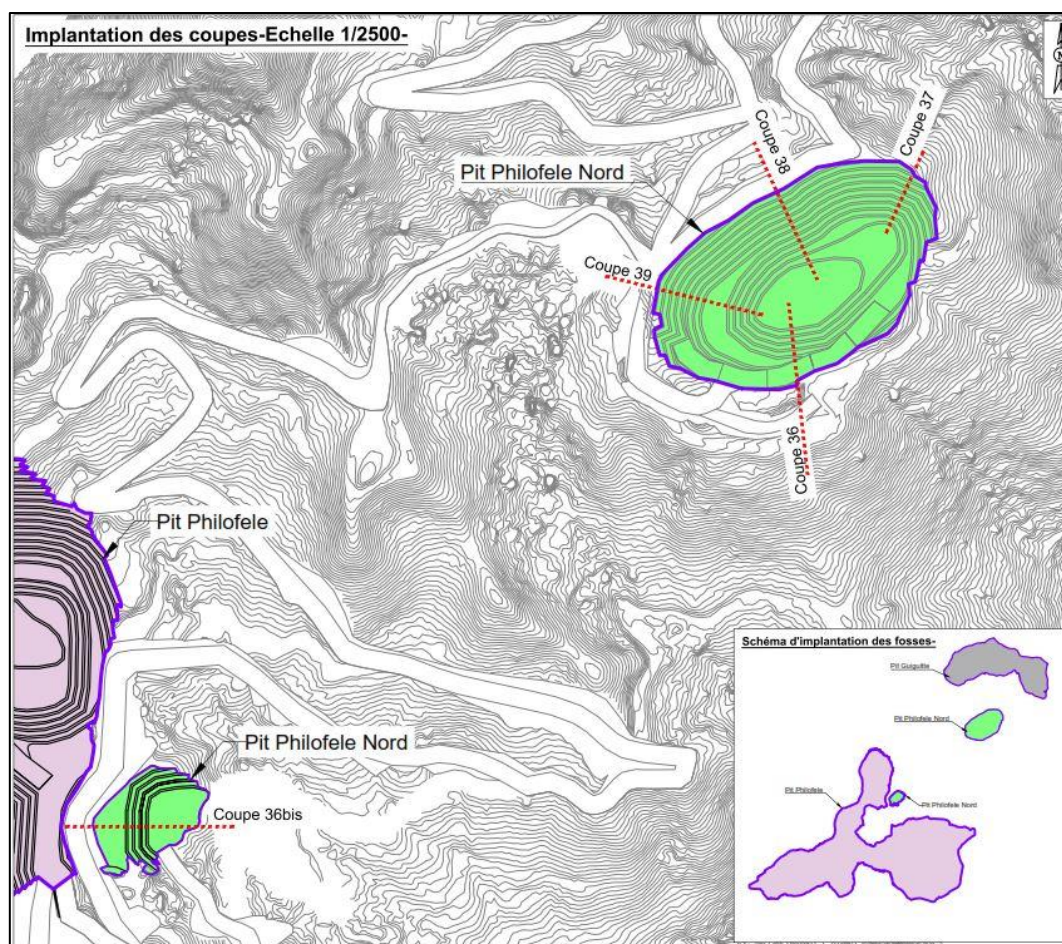 Implantation des coupes-Echelle 1/2500-
Coupe 37
Coupe 38
Pit Philofele Nord
Coupe 39
Coupe 36
Pit Philofele
Pit Philofele Nord
Coupe 36bis
Schéma d'implantation des fosses-
Pit Guiguitte
Pit Philofele Nord
Pit Philofele
Pit Philofele Nord